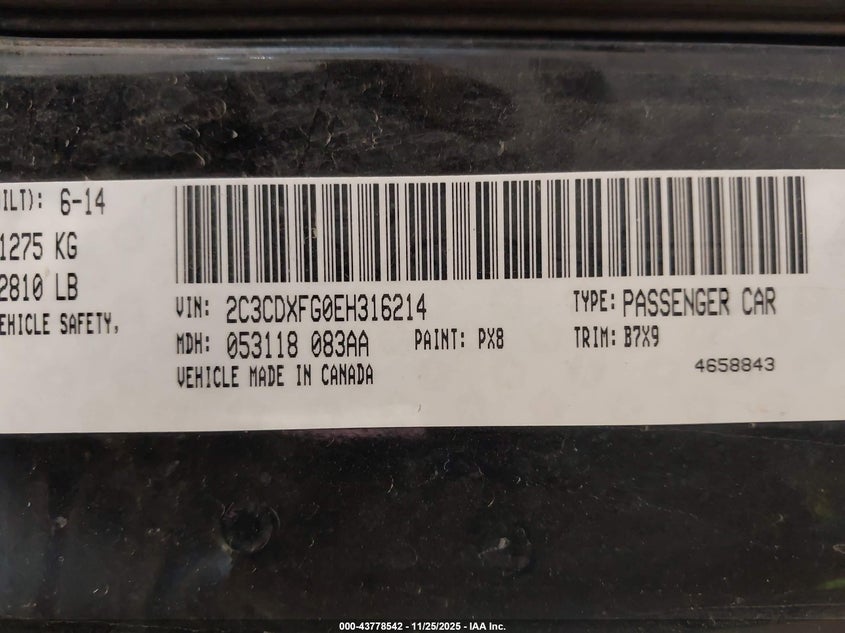 UILT): 6-14
1275 KG
2810 LB
EHICLE SAFETY,
VIN: 2C3CDXFG0EH316214 TYPE: PASSENGER CAR
MDH: 053118 083AA PAINT: PX8 TRIM: B7X9
VEHICLE MADE IN CANADA 4658843
000-43778542 - 11/25/2025 - IAA Inc.